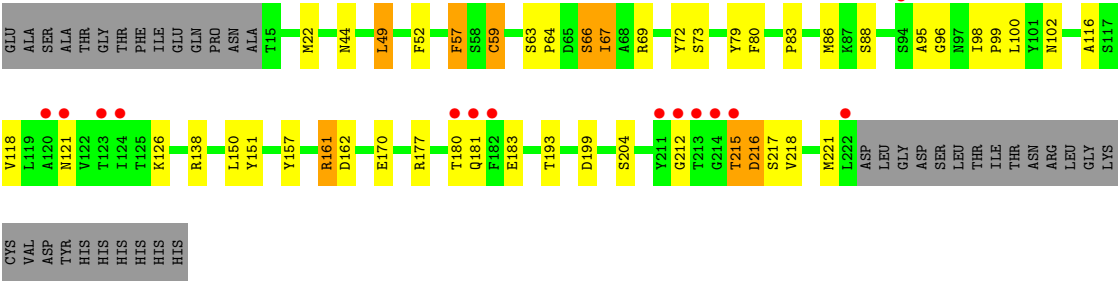 GLU ALA SER ALA THR GLY THR PHE ILE GLU GLN PRO ASN ALA T15 M22 N44 L49 F52 F57 S58 C59 S63 P64 D65 S66 I67 A68 R69 Y72 S73 Y79 F80 P83 M86 K87 S88 S94 A95 G96 N97 I98 P99 L100 Y101 N102 A116 S117
V118 L119 A120 N121 V122 T123 I124 T125 K126 R138 L150 Y151 Y157 R161 D162 E170 R177 T180 Q181 F182 E183 T193 D199 S204 Y211 G212 T213 G214 T215 D216 S217 V218 M221 L222 ASP LEU GLY ASP SER LEU THR ILE THR ASN ARG LEU GLY LYS
CYS VAL ASP TYR HIS HIS HIS HIS HIS HIS